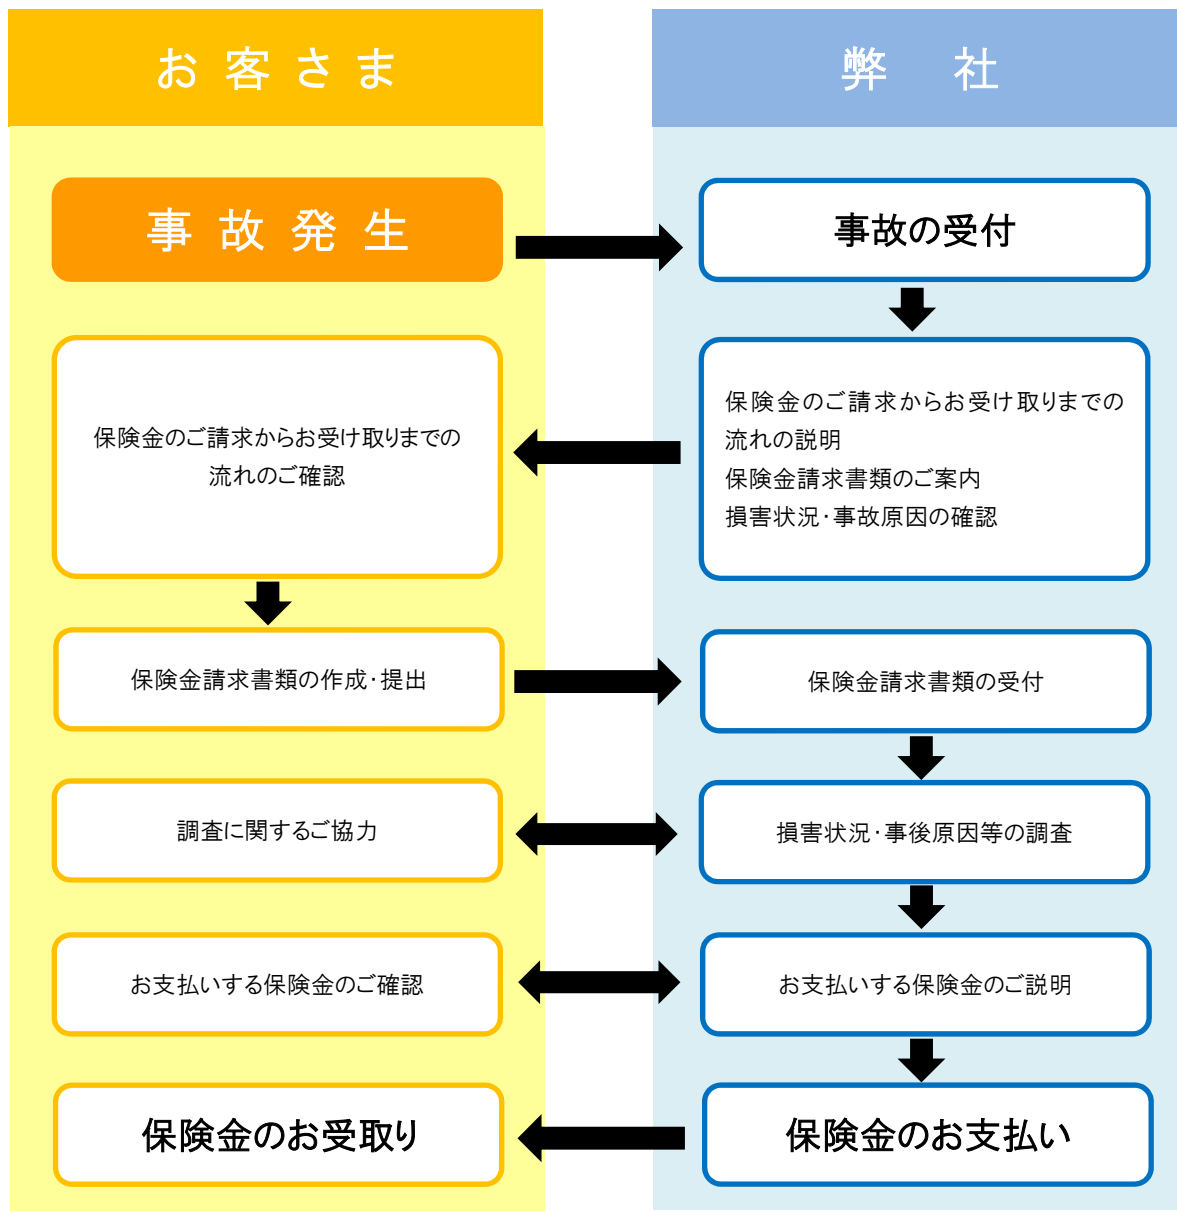 お客さま
弊社
事故発生
事故の受付
保険金のご請求からお受け取りまでの
流れのご確認
保険金のご請求からお受け取りまでの
流れの説明
保険金請求書類のご案内
損害状況・事故原因の確認
保険金請求書類の作成・提出
保険金請求書類の受付
調査に関するご協力
損害状況・事後原因等の調査
お支払いする保険金のご確認
お支払いする保険金のご説明
保険金のお受取り
保険金のお支払い